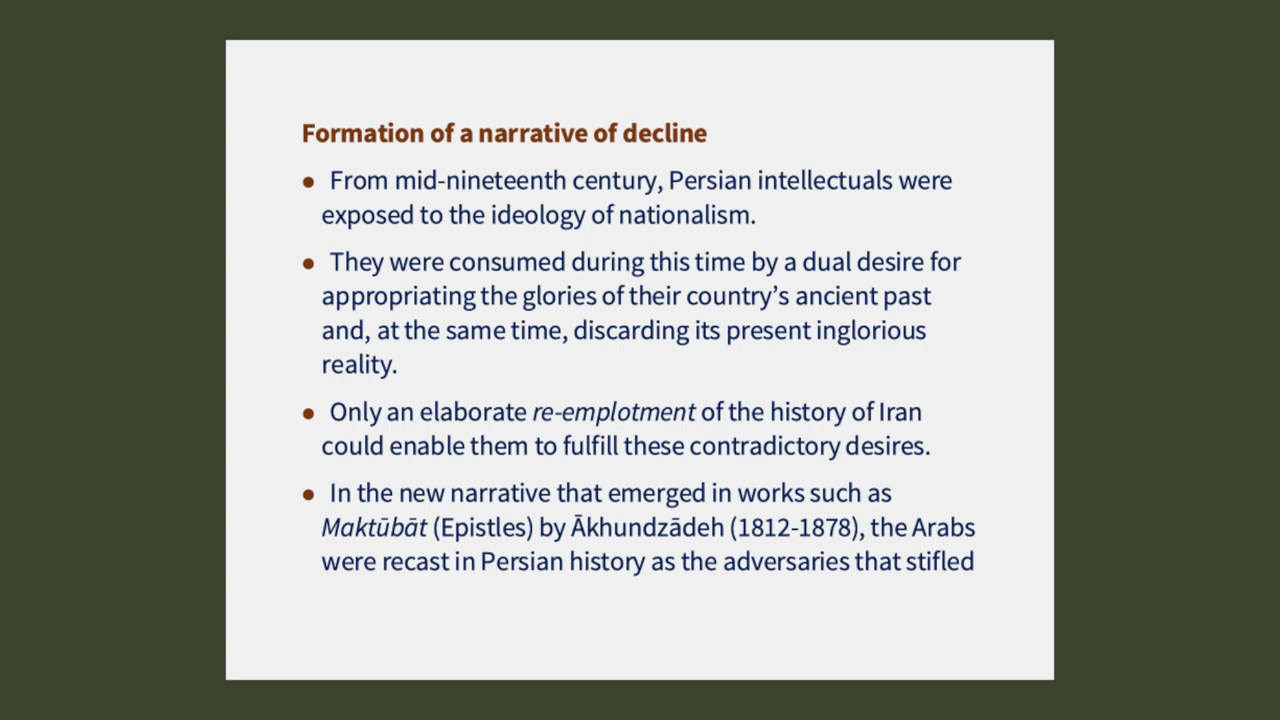 Formation of a narrative of decline
● From mid-nineteenth century, Persian intellectuals were
exposed to the ideology of nationalism.
● They were consumed during this time by a dual desire for
appropriating the glories of their country’s ancient past
and, at the same time, discarding its present inglorious
reality.
● Only an elaborate re-emplotment of the history of Iran
could enable them to fulfill these contradictory desires.
● In the new narrative that emerged in works such as
Maktūbāt (Epistles) by Ākhundzādeh (1812-1878), the Arabs
were recast in Persian history as the adversaries that stifled